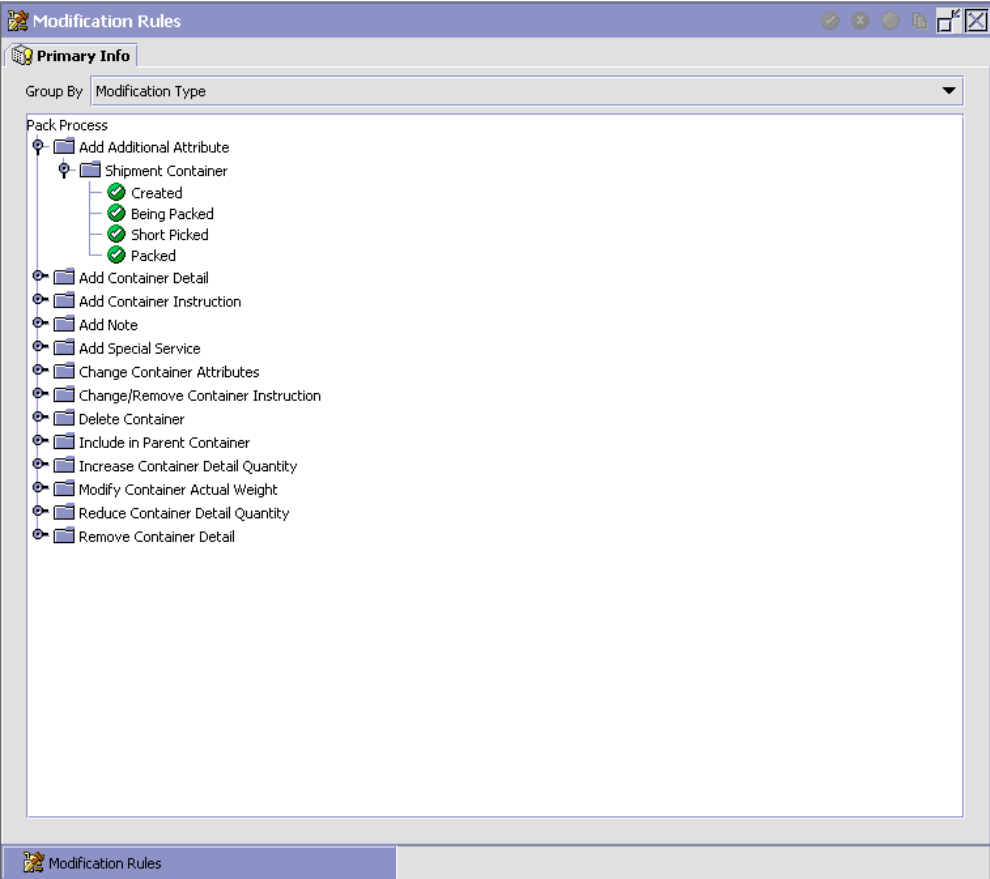 Modification Rules
Primary Info
Group By Modification Type
Pack Process
Add Additional Attribute
Shipment Container
Created
Being Packed
Short Picked
Packed
Add Container Detail
Add Container Instruction
Add Note
Add Special Service
Change Container Attributes
Change/Remove Container Instruction
Delete Container
Include in Parent Container
Increase Container Detail Quantity
Modify Container Actual Weight
Reduce Container Detail Quantity
Remove Container Detail
Modification Rules